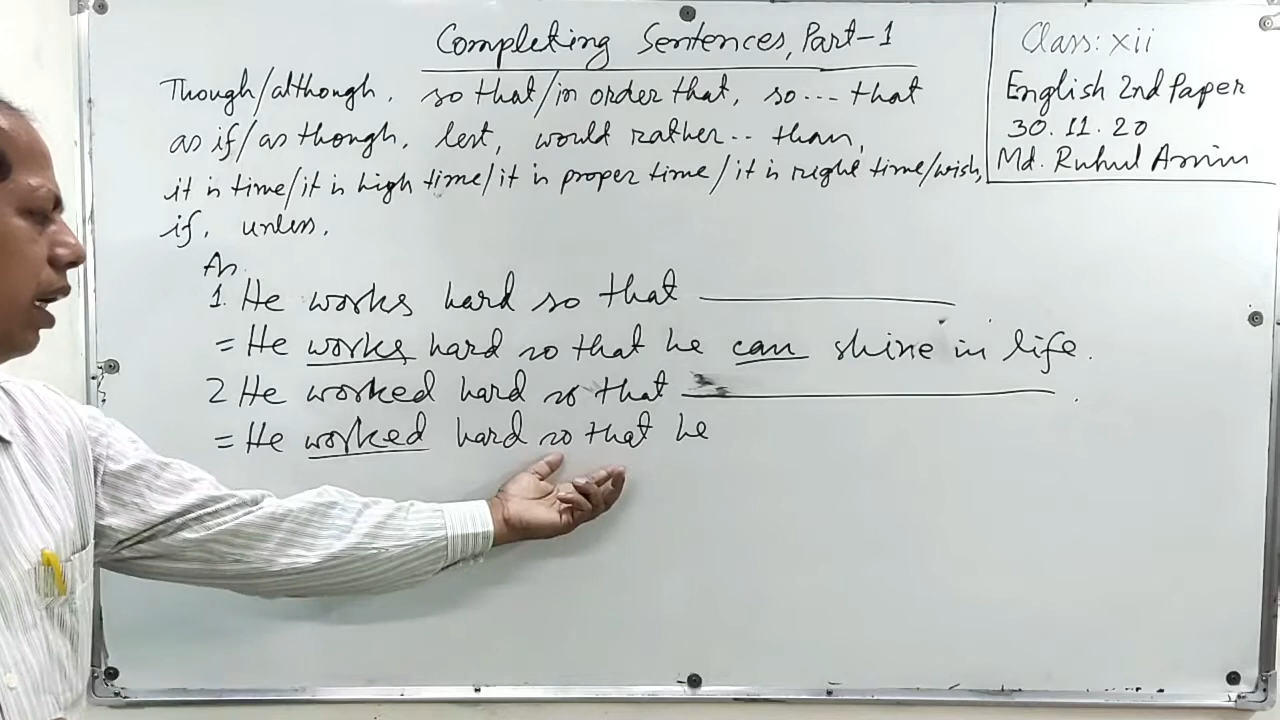 Completing Sentences, Part-1
Though/although, so that/in order that, so... that
as if/as though, lest, would rather.. than,
it is time/it is high time/it is proper time/it is right time/wish,
if, unless.
Class: xii
English 2nd Paper
30.11.20
Md. Ruhul Amin
As.
1. He works hard so that
= He works hard so that he can shine in life.
2 He worked hard so that .
= He worked hard so that he